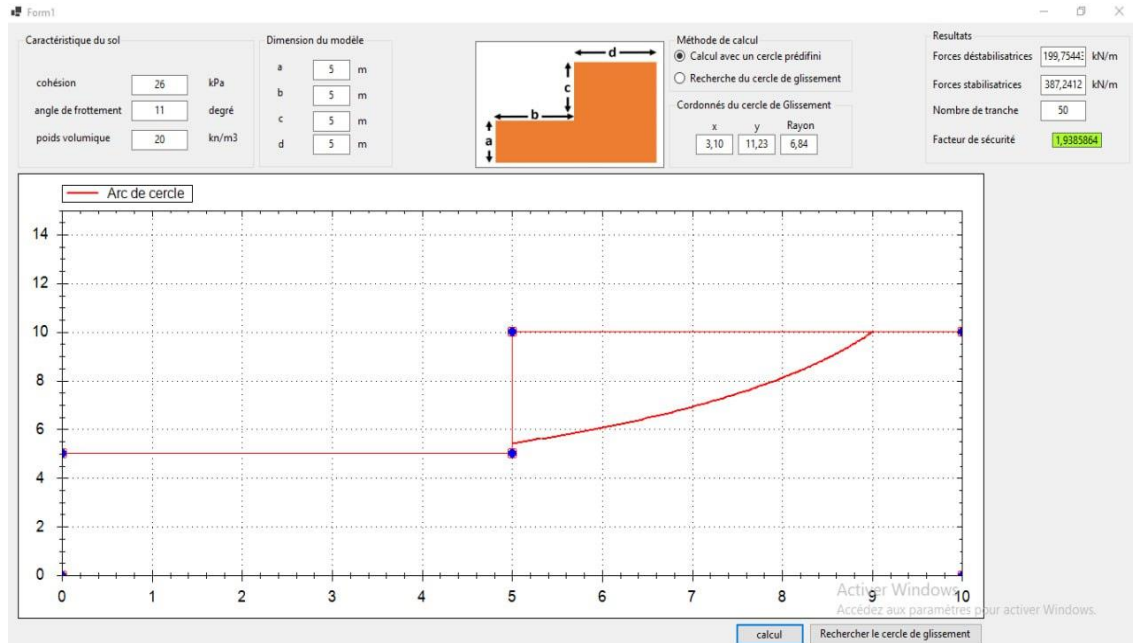 Form1
Caractéristique du sol
cohésion 26 kPa
angle de frottement 11 degré
poids volumique 20 kn/m3
Dimension du modèle
a 5 m
b 5 m
c 5 m
d 5 m
d
c
b
a
Méthode de calcul
Calcul avec un cercle prédifini
Recherche du cercle de glissement
Cordonnés du cercle de Glissement
x y Rayon
3,10 11,23 6,84
Resultats
Forces déstabilisatrices 199,7544 kN/m
Forces stabilisatrices 387,2412 kN/m
Nombre de tranche 50
Facteur de sécurité 1,9385864
Arc de cercle
14
12
10
8
6
4
2
0
0 1 2 3 4 5 6 7 8 9 10
Activer Windows
Accédez aux paramètres pour activer Windows.
calcul Rechercher le cercle de glissement